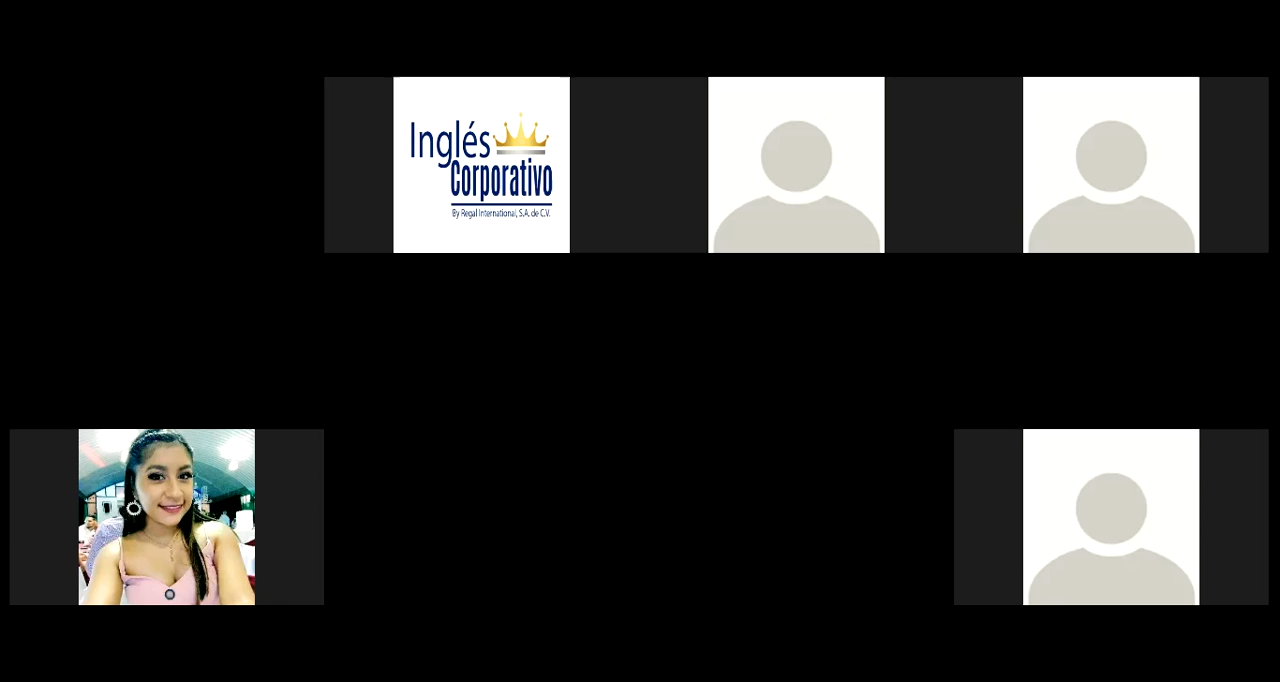 Inglés
Corporativo
By Regal International, S.A. de C.V.